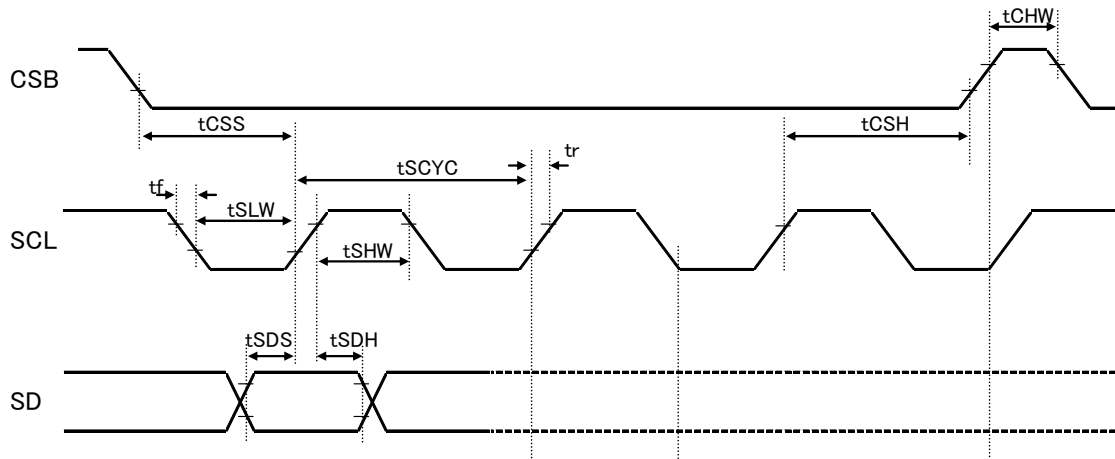 tCHW
CSB
tCSS
tCSH
tr
tSCYC
tf
tSLW
SCL
tSHW
tSDS
tSDH
SD